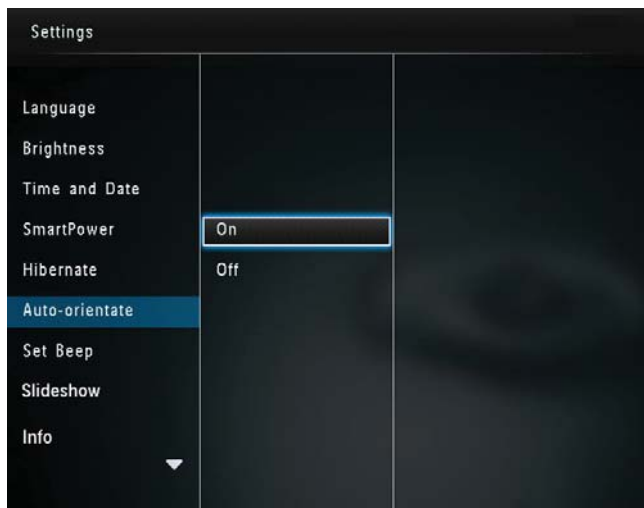 Settings
Language
Brightness
Time and Date
SmartPower
Hibernate
Auto-orientate
Set Beep
Slideshow
Info
On
Off